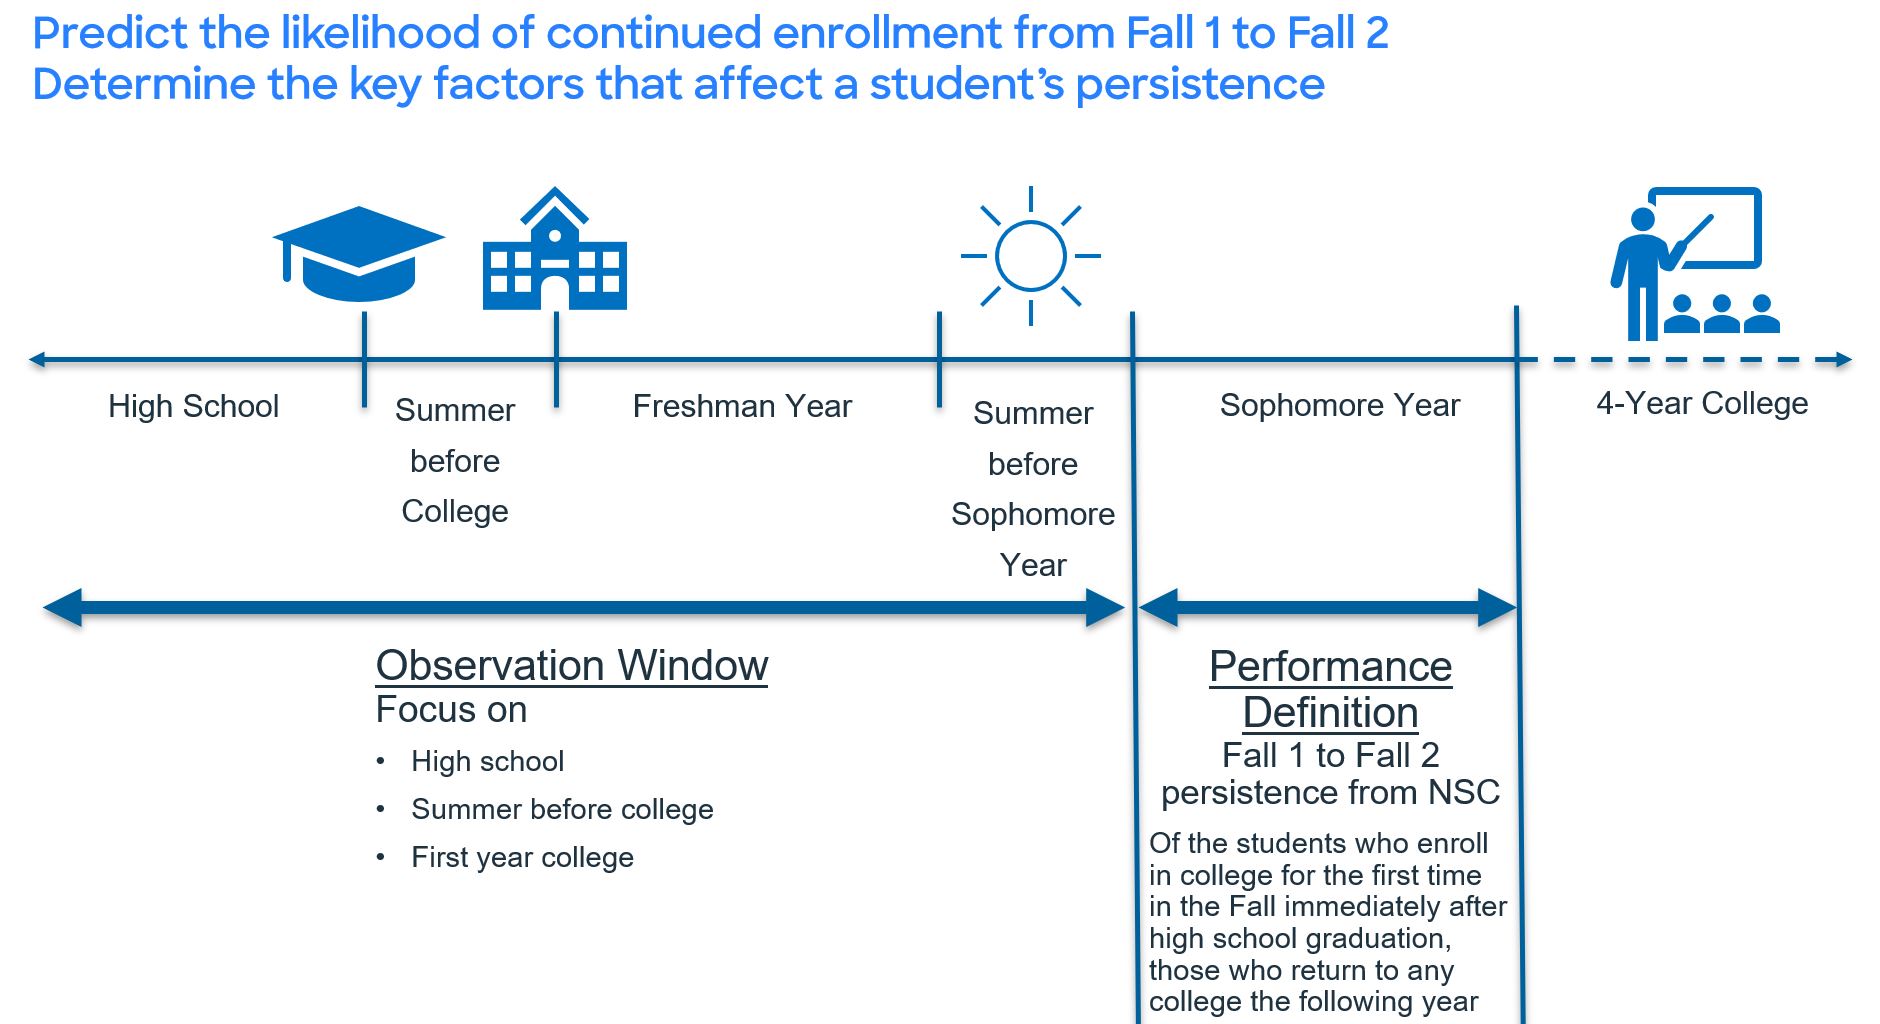 Predict the likelihood of continued enrollment from Fall 1 to Fall 2
Determine the key factors that affect a student’s persistence
High School
Summer
before
College
Freshman Year
Summer
before
Sophomore
Year
Sophomore Year
4-Year College
Observation Window
Focus on
• High school
• Summer before college
• First year college
Performance
Definition
Fall 1 to Fall 2
persistence from NSC
Of the students who enroll
in college for the first time
in the Fall immediately after
high school graduation,
those who return to any
college the following year